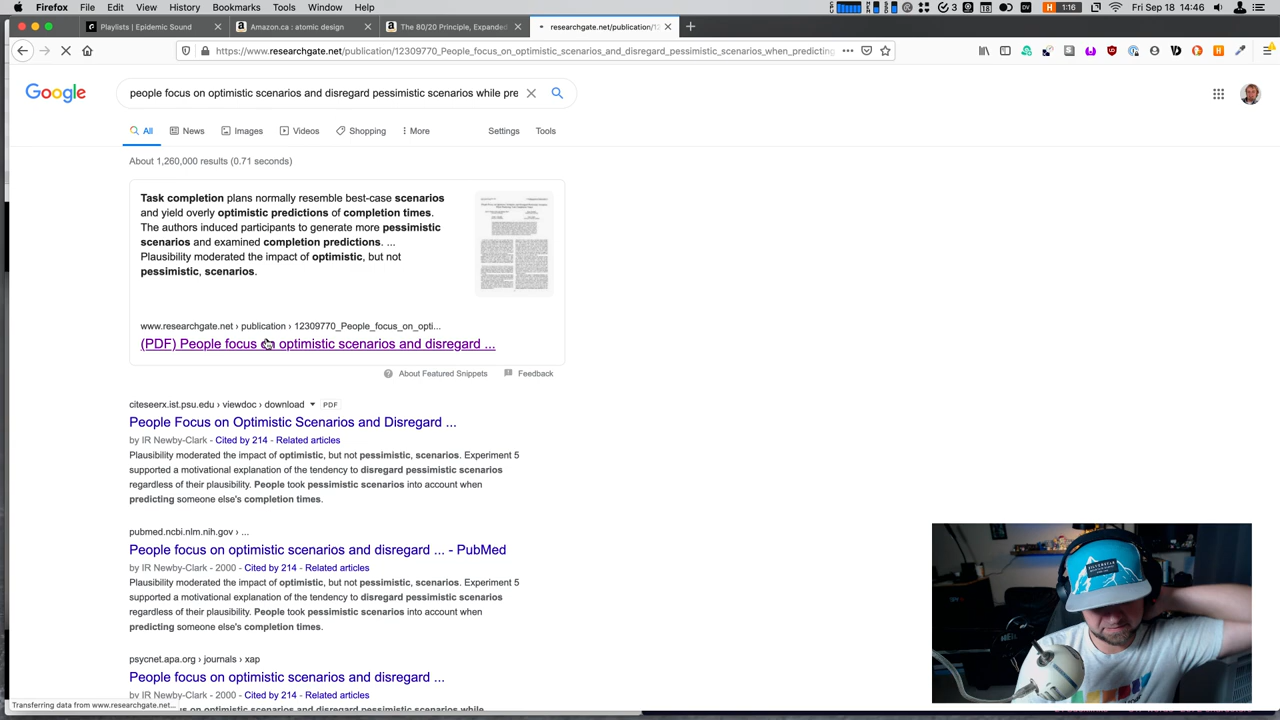 Firefox File Edit View History Bookmarks Tools Window Help 3 1:16 Fri Sep 18 14:46
Playlists | Epidemic Sound
Amazon.ca : atomic design
The 80/20 Principle, Expanded
researchgate.net/publication/12
https://www.researchgate.net/publication/12309770_People_focus_on_optimistic_scenarios_and_disregard_pessimistic_scenarios_when_predicting
Google
people focus on optimistic scenarios and disregard pessimistic scenarios while pre
All News Images Videos Shopping More Settings Tools
About 1,260,000 results (0.71 seconds)
Task completion plans normally resemble best-case scenarios
and yield overly optimistic predictions of completion times.
The authors induced participants to generate more pessimistic
scenarios and examined completion predictions. ...
Plausibility moderated the impact of optimistic, but not
pessimistic, scenarios.
www.researchgate.net › publication › 12309770_People_focus_on_opti...
(PDF) People focus on optimistic scenarios and disregard ...
About Featured Snippets Feedback
citeseerx.ist.psu.edu › viewdoc › download PDF
People Focus on Optimistic Scenarios and Disregard ...
by IR Newby-Clark - Cited by 214 - Related articles
Plausibility moderated the impact of optimistic, but not pessimistic, scenarios. Experiment 5
supported a motivational explanation of the tendency to disregard pessimistic scenarios
regardless of their plausibility. People took pessimistic scenarios into account when
predicting someone else's completion times.
pubmed.ncbi.nlm.nih.gov › ...
People focus on optimistic scenarios and disregard ... - PubMed
by IR Newby-Clark - 2000 - Cited by 214 - Related articles
Plausibility moderated the impact of optimistic, but not pessimistic, scenarios. Experiment 5
supported a motivational explanation of the tendency to disregard pessimistic scenarios
regardless of their plausibility. People took pessimistic scenarios into account when
predicting someone else's completion times.
psycnet.apa.org › journals › xap
People focus on optimistic scenarios and disregard ...
by IR Newby-Clark - 2000 - Cited by 214 - Related articles
Transferring data from www.researchgate.net...